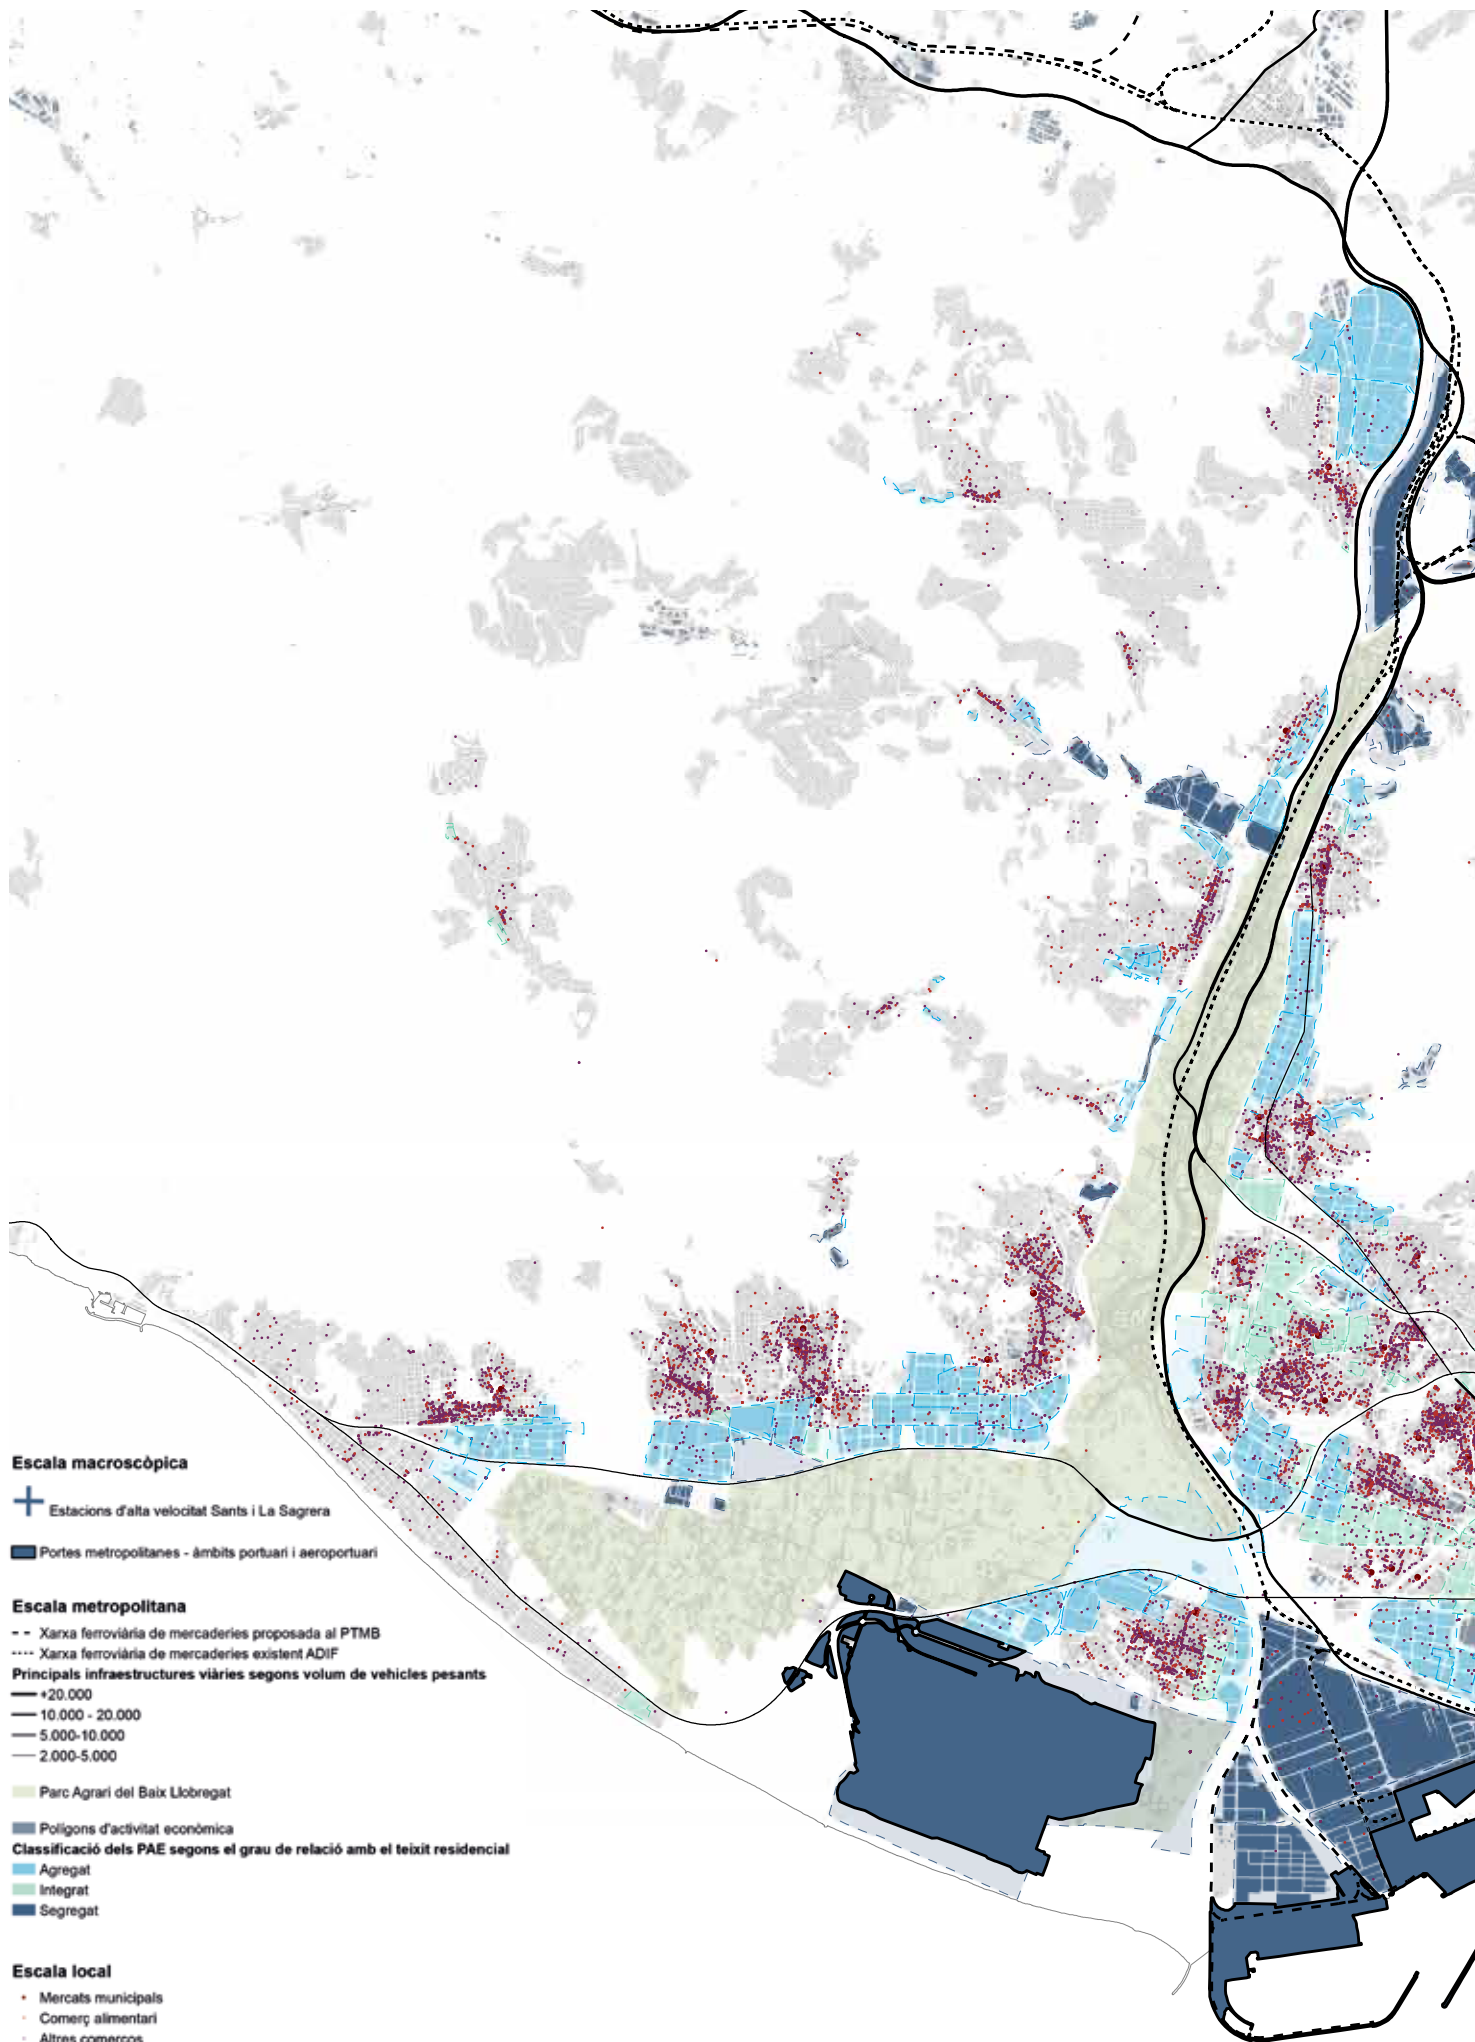 Escala macroscòpica
Estacions d'alta velocitat Sants i La Sagrera
Portes metropolitanes - àmbits portuari i aeroportuari
Escala metropolitana
Xarxa ferroviària de mercaderies proposada al PTMB
Xarxa ferroviària de mercaderies existent ADIF
Principals infraestructures viàries segons volum de vehicles pesants
+20.000
10.000 - 20.000
5.000-10.000
2.000-5.000
Parc Agrari del Baix Llobregat
Polígons d'activitat econòmica
Classificació dels PAE segons el grau de relació amb el teixit residencial
Agregat
Integrat
Segregat
Escala local
Mercats municipals
Comerç alimentari
Altres comerços